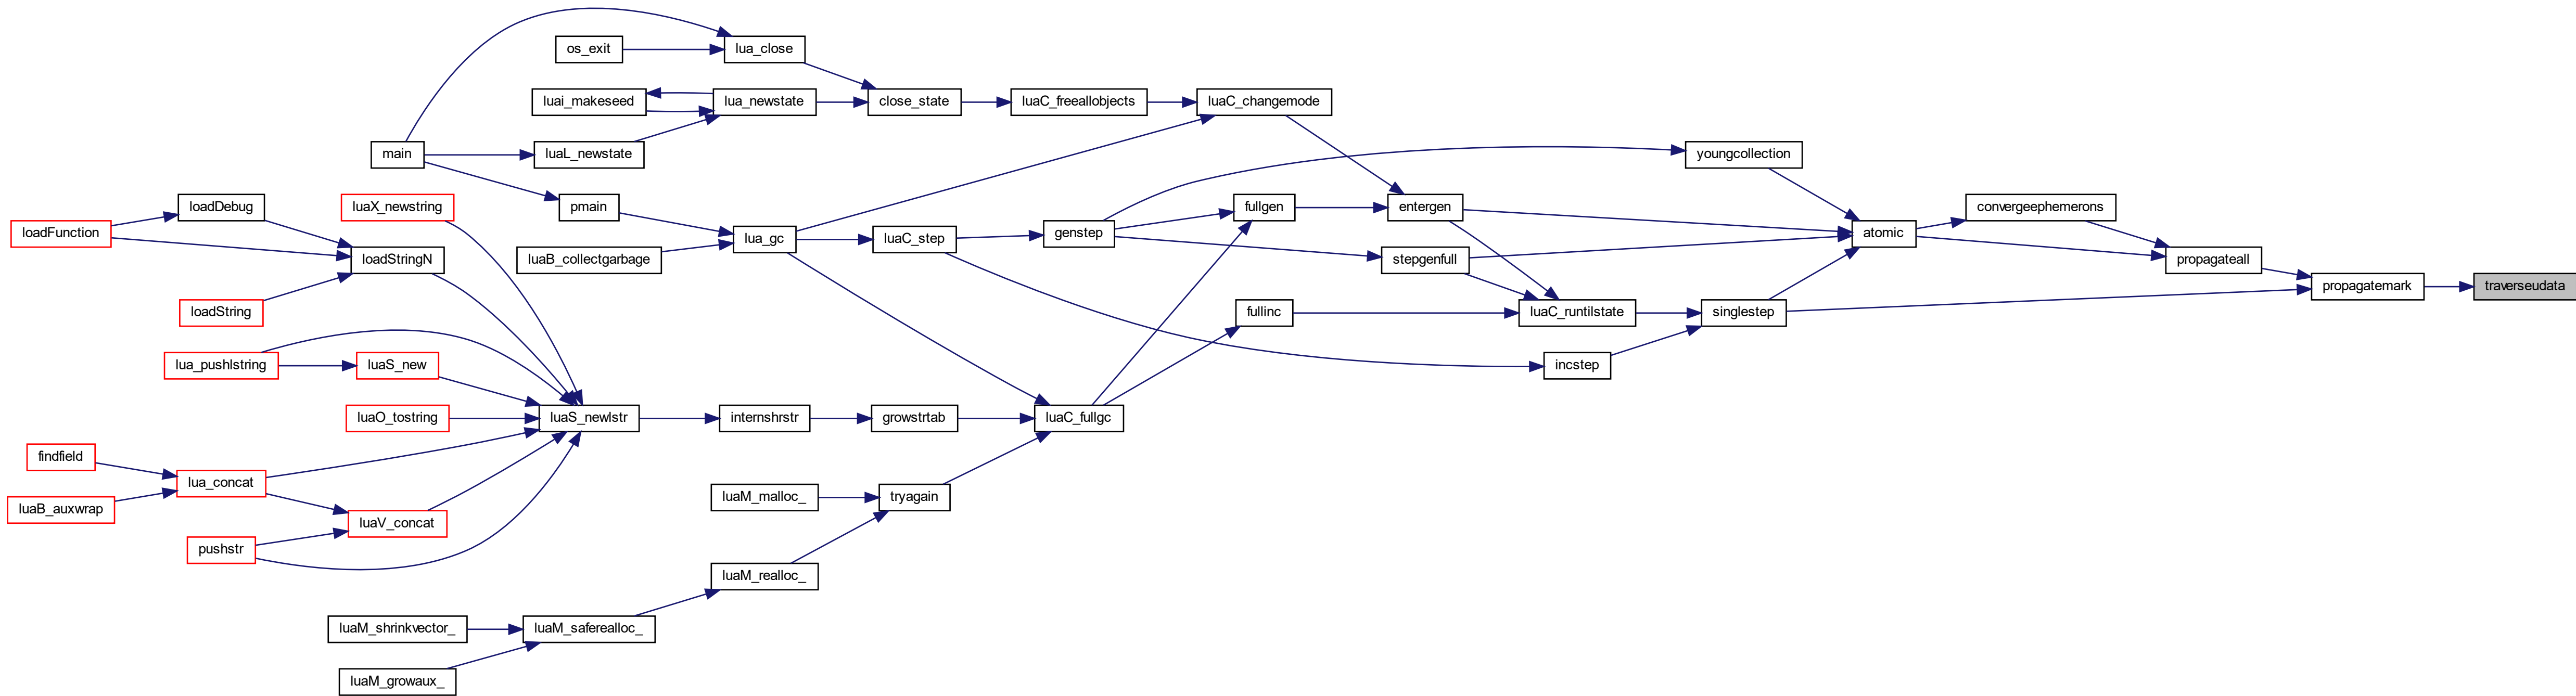 os_exit
lua_close
luai_makeseed
lua_newstate
close_state
luaC_freeallobjects
luaC_changemode
main
luaL_newstate
youngcollection
loadDebug
luaX_newstring
pmain
fullgen
entergen
convergeephemerons
loadFunction
lua_gc
luaC_step
genstep
atomic
loadStringN
luaB_collectgarbage
stepgenfull
propagateall
propagatemark
traverseudata
loadString
fullinc
luaC_runtilstate
singlestep
lua_pushlstring
luaS_new
incstep
luaO_tostring
luaS_newlstr
internshrstr
growstrtab
luaC_fullgc
findfield
lua_concat
luaM_malloc_
tryagain
luaB_auxwrap
luaV_concat
pushstr
luaM_realloc_
luaM_shrinkvector_
luaM_saferealloc_
luaM_growaux_